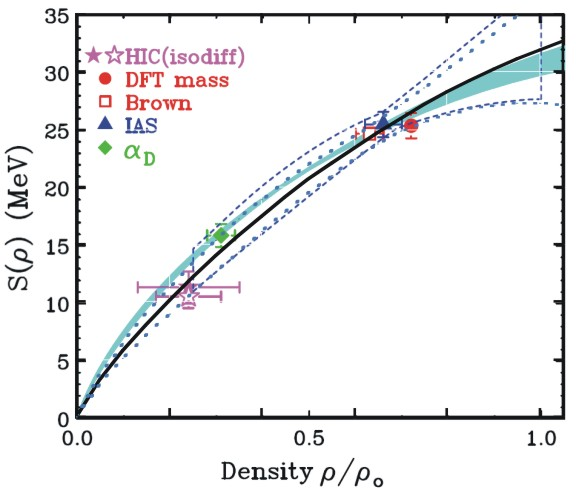 35
30
25
20
15
10
5
0
S(ρ) (MeV)
★☆HIC(isodiff)
DFT mass
Brown
IAS
α_D
0.0
0.5
1.0
Density ρ/ρ₀